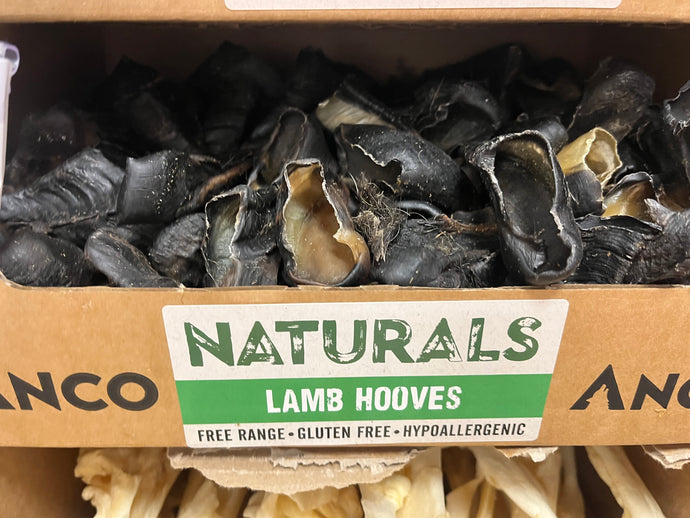 NATURALS
ANCO
LAMB HOOVES
ANCO
FREE RANGE • GLUTEN FREE • HYPOALLERGENIC